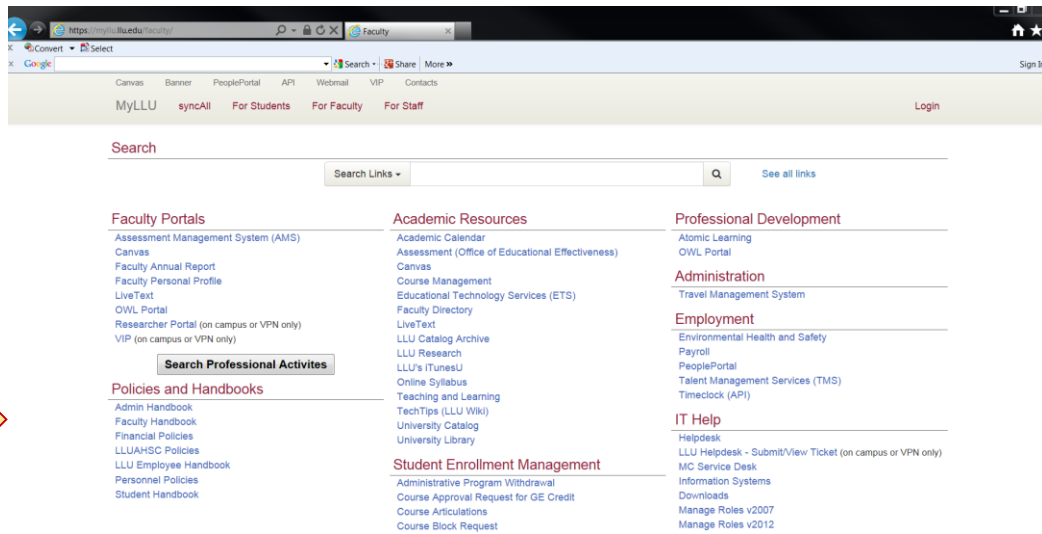 https://myllu.llu.edu/faculty/
Faculty
Convert Select
Google Search Share More »
Sign In
Canvas Banner PeoplePortal API Webmail VIP Contacts
MyLLU syncAll For Students For Faculty For Staff Login
Search
Search Links See all links
Faculty Portals
Assessment Management System (AMS)
Canvas
Faculty Annual Report
Faculty Personal Profile
LiveText
OWL Portal
Researcher Portal (on campus or VPN only)
VIP (on campus or VPN only)
Search Professional Activites
Policies and Handbooks
Admin Handbook
Faculty Handbook
Financial Policies
LLUAHSC Policies
LLU Employee Handbook
Personnel Policies
Student Handbook
Academic Resources
Academic Calendar
Assessment (Office of Educational Effectiveness)
Canvas
Course Management
Educational Technology Services (ETS)
Faculty Directory
LiveText
LLU Catalog Archive
LLU Research
LLU's iTunesU
Online Syllabus
Teaching and Learning
TechTips (LLU Wiki)
University Catalog
University Library
Student Enrollment Management
Administrative Program Withdrawal
Course Approval Request for GE Credit
Course Articulations
Course Block Request
Professional Development
Atomic Learning
OWL Portal
Administration
Travel Management System
Employment
Environmental Health and Safety
Payroll
PeoplePortal
Talent Management Services (TMS)
Timeclock (API)
IT Help
Helpdesk
LLU Helpdesk - Submit/View Ticket (on campus or VPN only)
MC Service Desk
Information Systems
Downloads
Manage Roles v2007
Manage Roles v2012